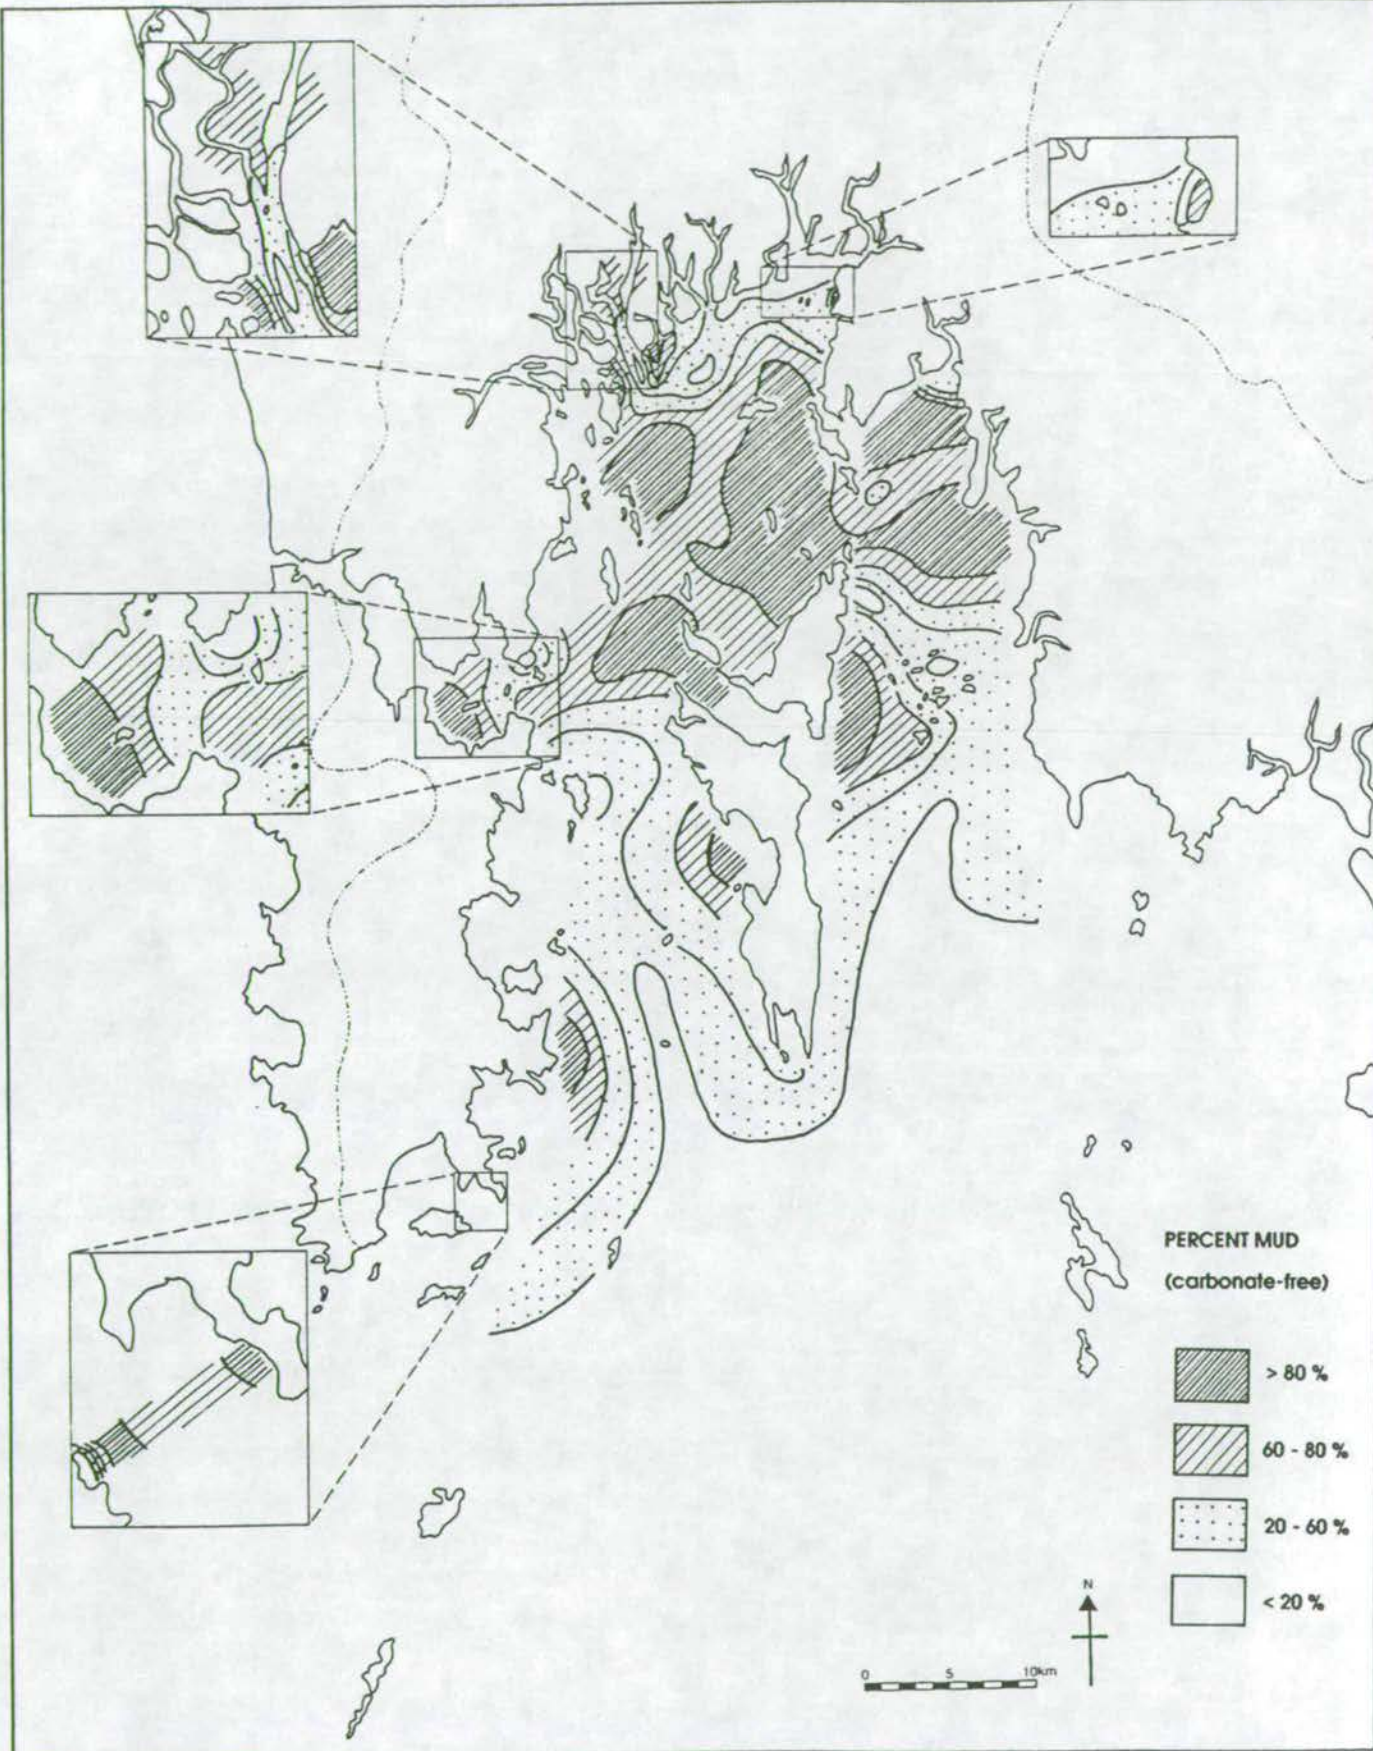 PERCENT MUD
(carbonate-free)
> 80 %
60 - 80 %
20 - 60 %
< 20 %
N
0 5 10km